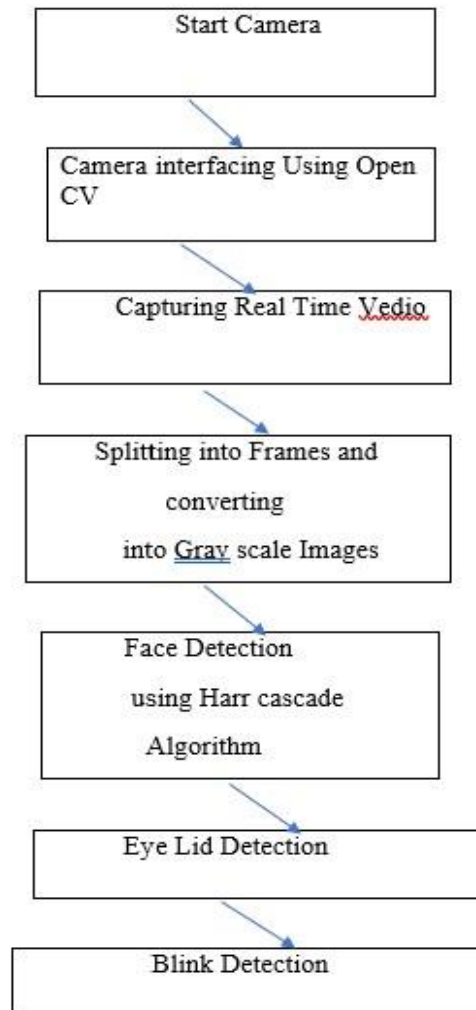 Start Camera
Camera interfacing Using Open
CV
Capturing Real Time Vedio
Splitting into Frames and
converting
into Gray scale Images
Face Detection
using Harr cascade
Algorithm
Eye Lid Detection
Blink Detection